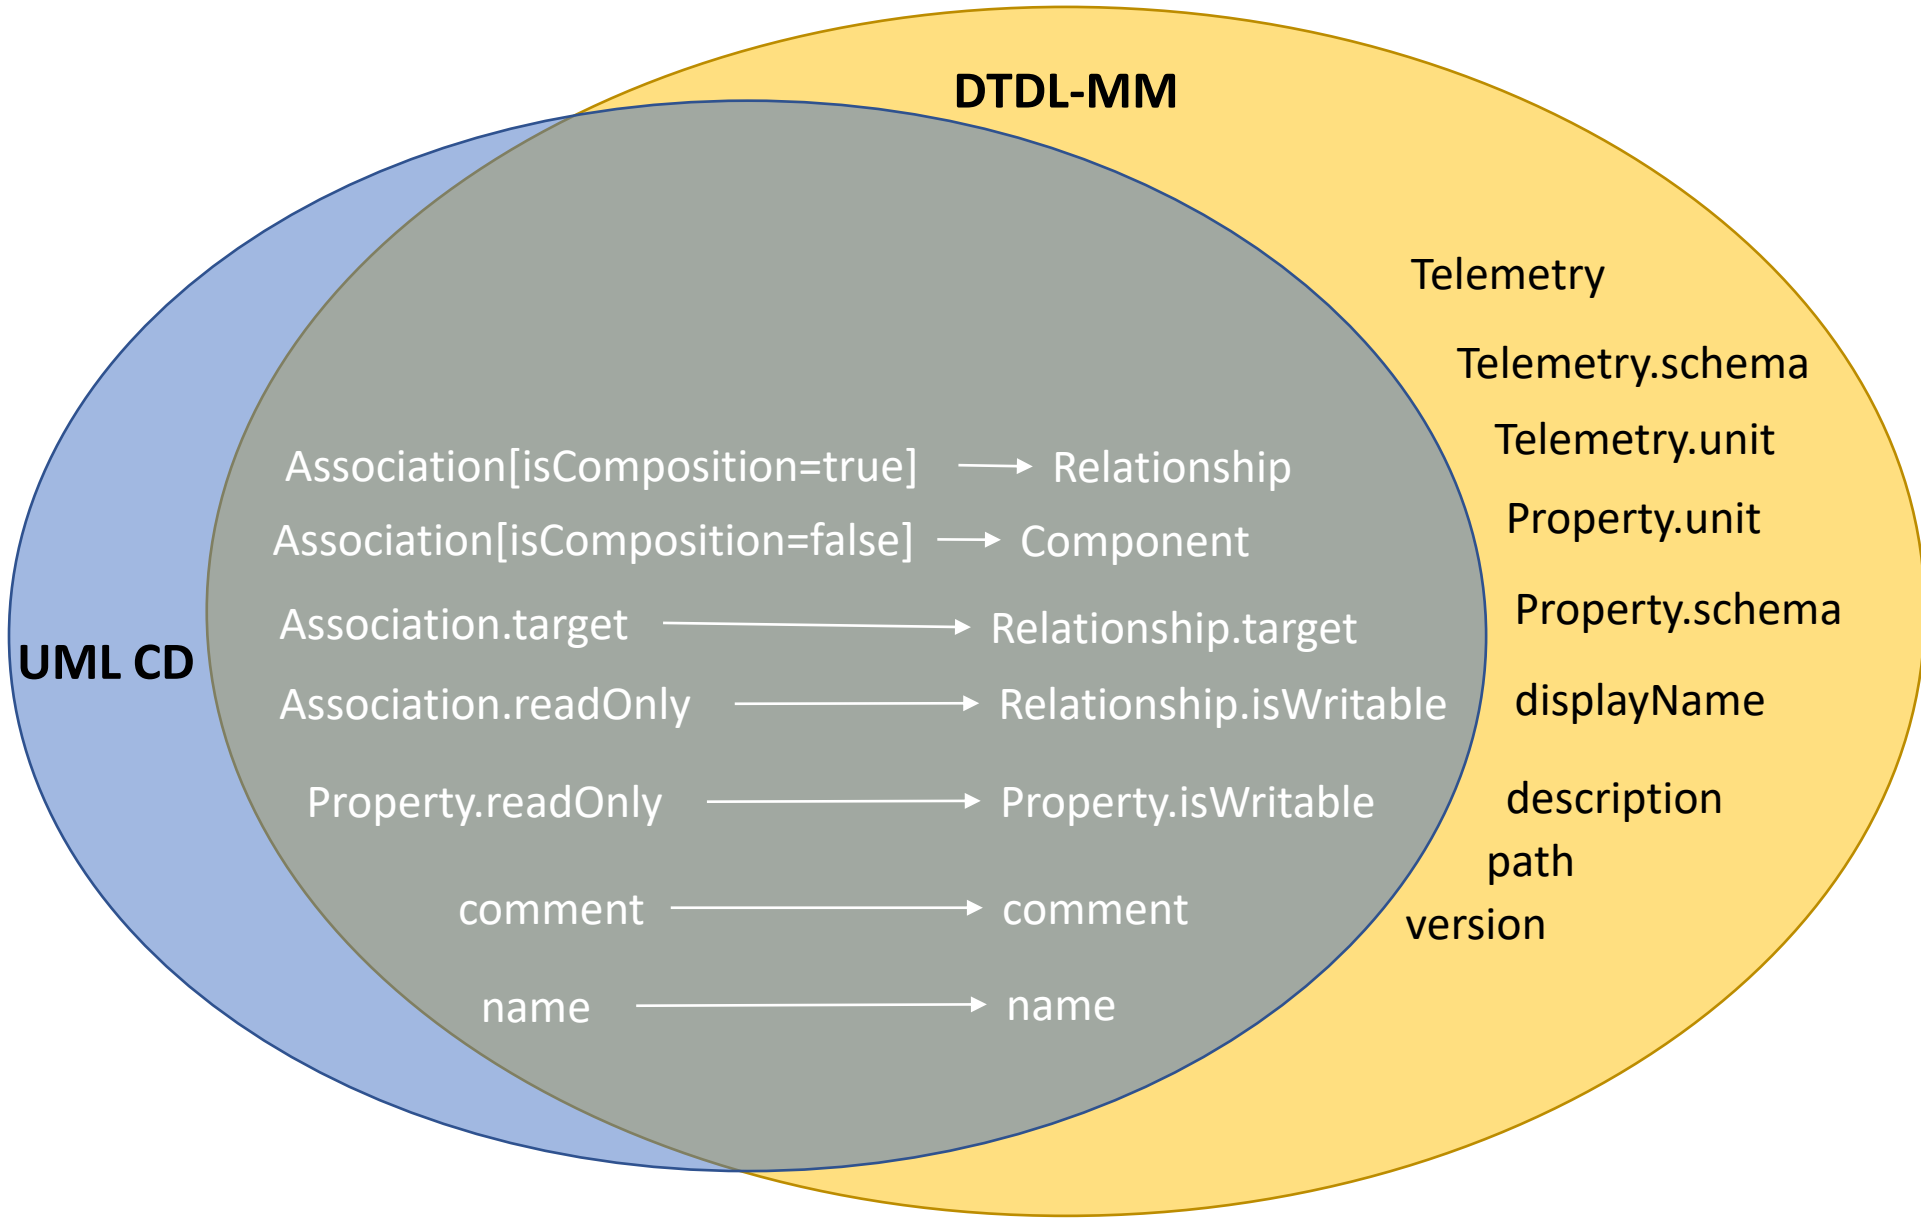 DTDL-MM
UML CD
Association[isComposition=true] Relationship
Association[isComposition=false] Component
Association.target Relationship.target
Association.readOnly Relationship.isWritable
Property.readOnly Property.isWritable
comment comment
name name
Telemetry
Telemetry.schema
Telemetry.unit
Property.unit
Property.schema
displayName
description
path
version